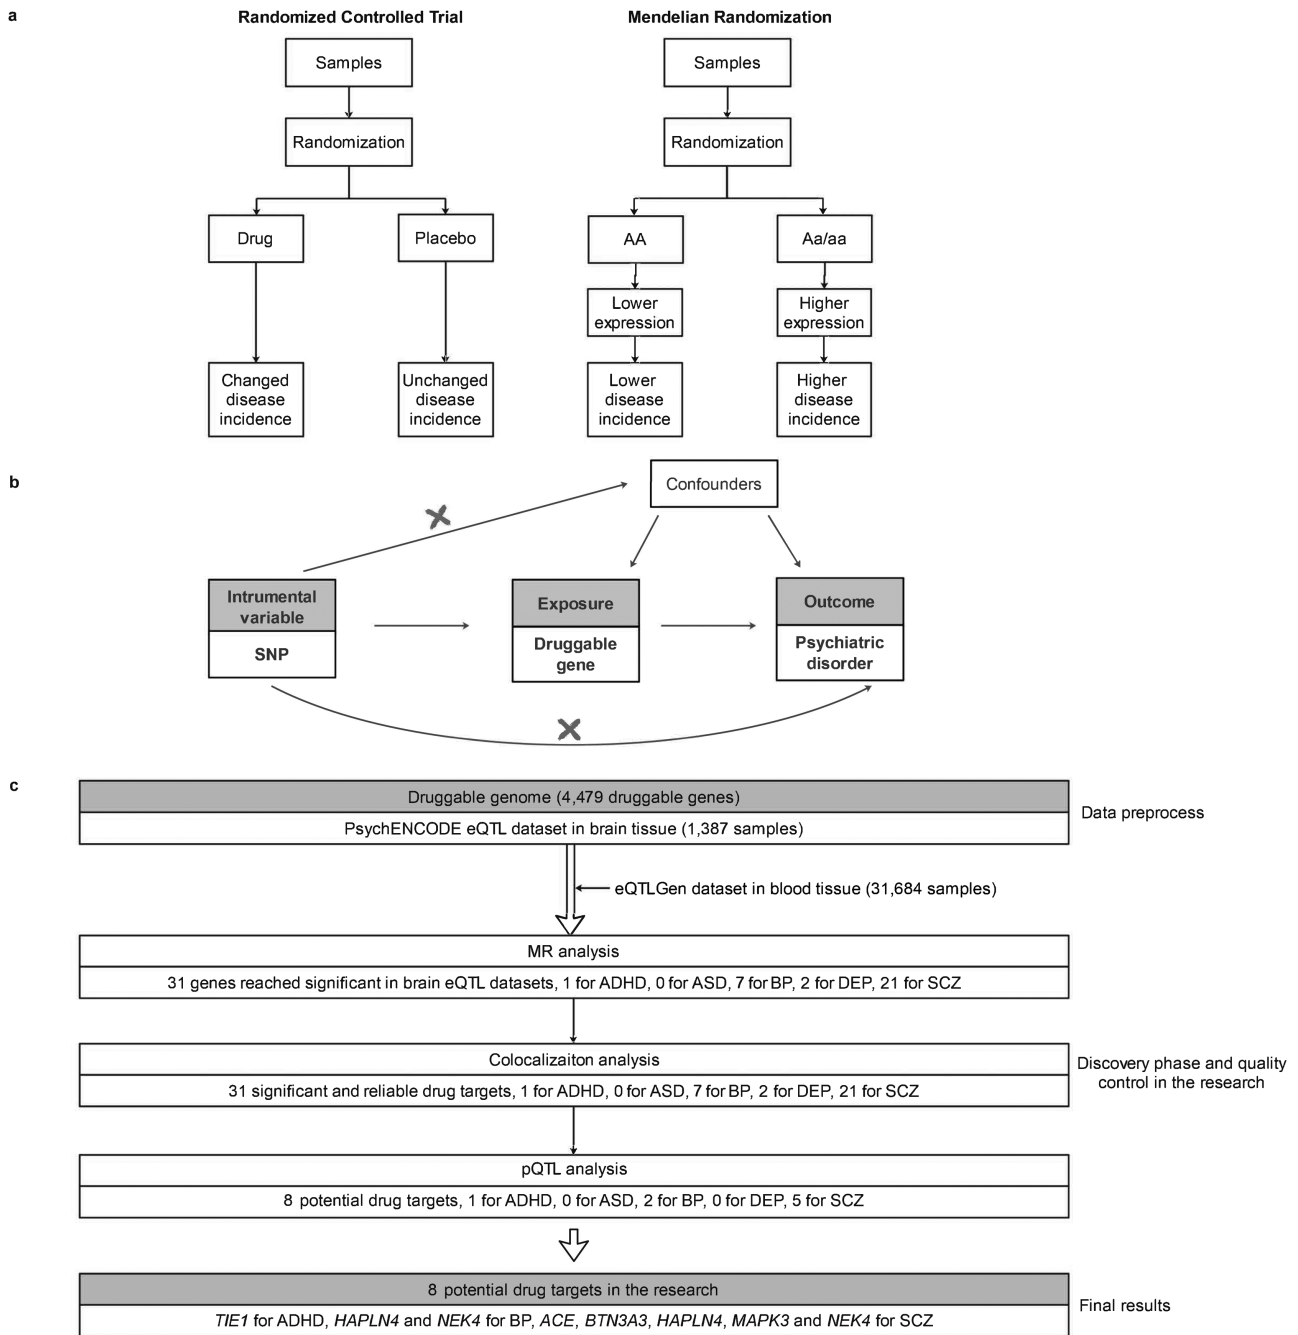 a
Randomized Controlled Trial
Mendelian Randomization
Samples
Samples
Randomization
Randomization
Drug
Placebo
AA
Aa/aa
Lower
expression
Higher
expression
Changed
disease
incidence
Unchanged
disease
incidence
Lower
disease
incidence
Higher
disease
incidence
b
Confounders
Intrumental
variable
SNP
Exposure
Druggable
gene
Outcome
Psychiatric
disorder
c
Druggable genome (4,479 druggable genes)
PsychENCODE eQTL dataset in brain tissue (1,387 samples)
Data preprocess
eQTLGen dataset in blood tissue (31,684 samples)
MR analysis
31 genes reached significant in brain eQTL datasets, 1 for ADHD, 0 for ASD, 7 for BP, 2 for DEP, 21 for SCZ
Colocalizaiton analysis
31 significant and reliable drug targets, 1 for ADHD, 0 for ASD, 7 for BP, 2 for DEP, 21 for SCZ
Discovery phase and quality
control in the research
pQTL analysis
8 potential drug targets, 1 for ADHD, 0 for ASD, 2 for BP, 0 for DEP, 5 for SCZ
8 potential drug targets in the research
TIE1 for ADHD, HAPLN4 and NEK4 for BP, ACE, BTN3A3, HAPLN4, MAPK3 and NEK4 for SCZ
Final results